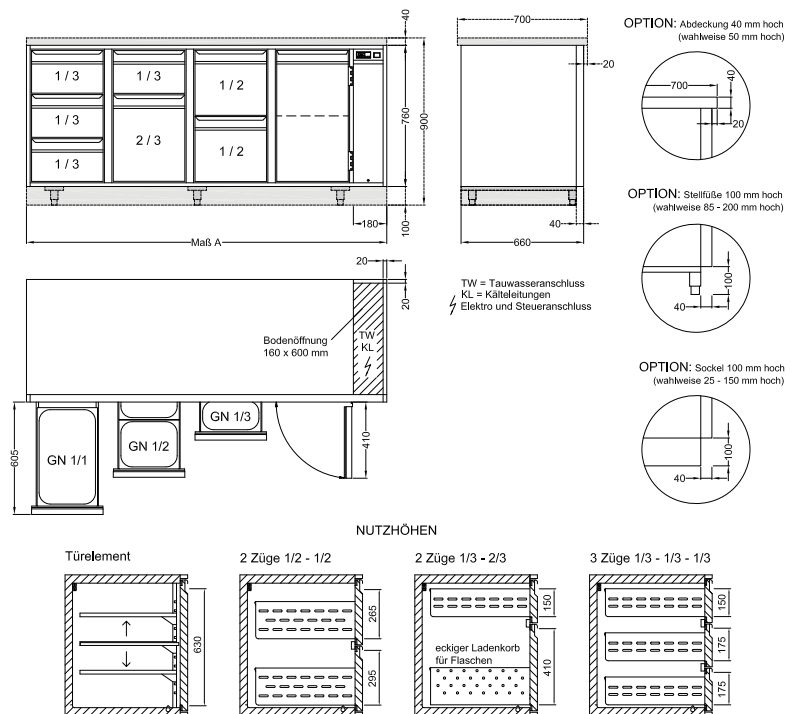 40
1 / 3
1 / 3
1 / 2
1 / 3
2 / 3
1 / 3
1 / 2
760
900
180
100
Maß A
700
20
40
660
OPTION: Abdeckung 40 mm hoch
(wahlweise 50 mm hoch)
700
40
20
OPTION: Stellfüße 100 mm hoch
(wahlweise 85 - 200 mm hoch)
100
40
OPTION: Sockel 100 mm hoch
(wahlweise 25 - 150 mm hoch)
100
40
20
20
TW = Tauwasseranschluss
KL = Kälteleitungen
Elektro und Steueranschluss
Bodenöffnung
160 x 600 mm
TW
KL
605
GN 1/1
GN 1/2
GN 1/3
410
NUTZHÖHEN
Türelement
630
2 Züge 1/2 - 1/2
265
295
2 Züge 1/3 - 2/3
150
eckiger Ladenkorb
für Flaschen
410
3 Züge 1/3 - 1/3 - 1/3
150
175
175